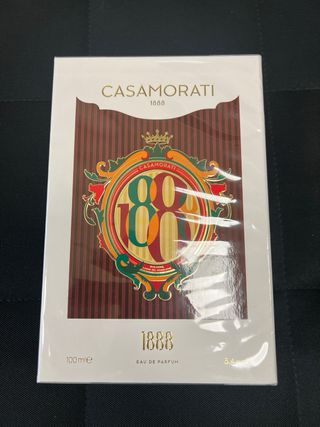 CASAMORATI
1888
CASAMORATI
1888
1888
EAU DE PARFUM
100 ml e